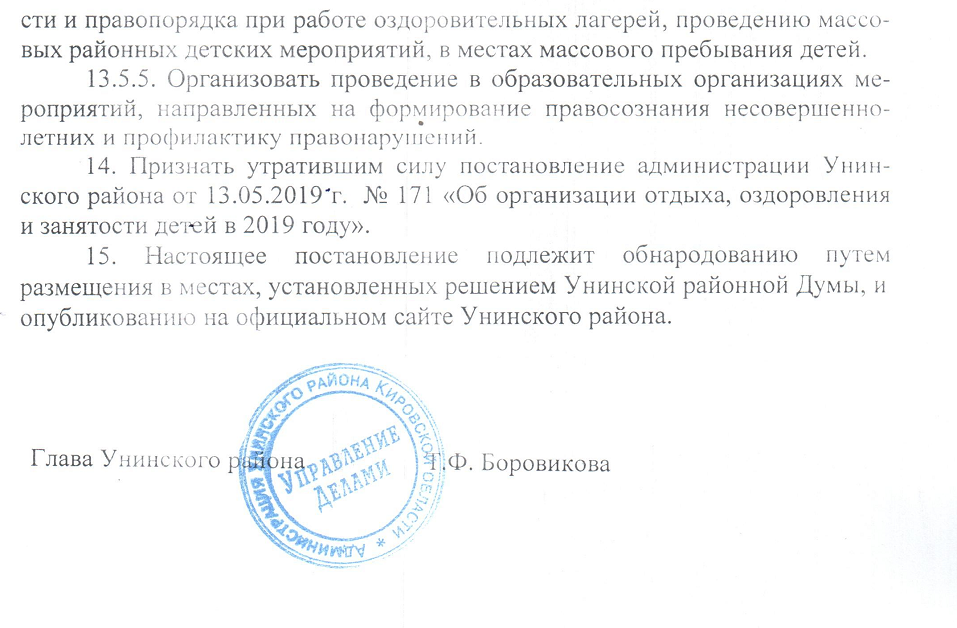 сти и правопорядка при работе оздоровительных лагерей, проведению массо-
вых районных детских мероприятий, в местах массового пребывания детей.
13.5.5. Организовать проведение в образовательных организациях ме-
роприятий, направленных на формирование правосознания несовершенно-
летних и профилактику правонарушений.
14. Признать утратившим силу постановление администрации Унин-
ского района от 13.05.2019 г. № 171 «Об организации отдыха, оздоровления
и занятости детей в 2019 году».
15. Настоящее постановление подлежит обнародованию путем
размещения в местах, установленных решением Унинской районной Думы, и
опубликованию на официальном сайте Унинского района.
Глава Унинского района Т.Ф. Боровикова
АДМИНИСТРАЦИЯ УНИНСКОГО РАЙОНА КИРОВСКОЙ ОБЛАСТИ *
УПРАВЛЕНИЕ
ДЕЛАМИ